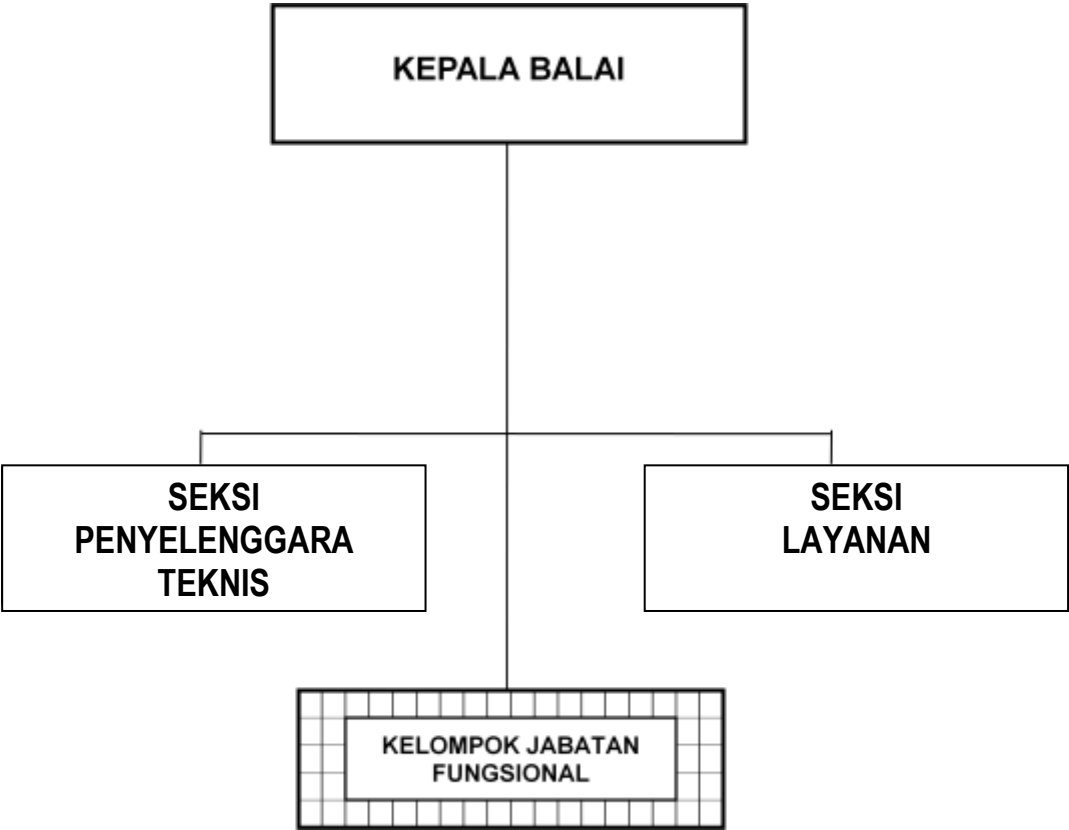 KEPALA BALAI
SEKSI
PENYELENGGARA
TEKNIS
SEKSI
LAYANAN
KELOMPOK JABATAN
FUNGSIONAL